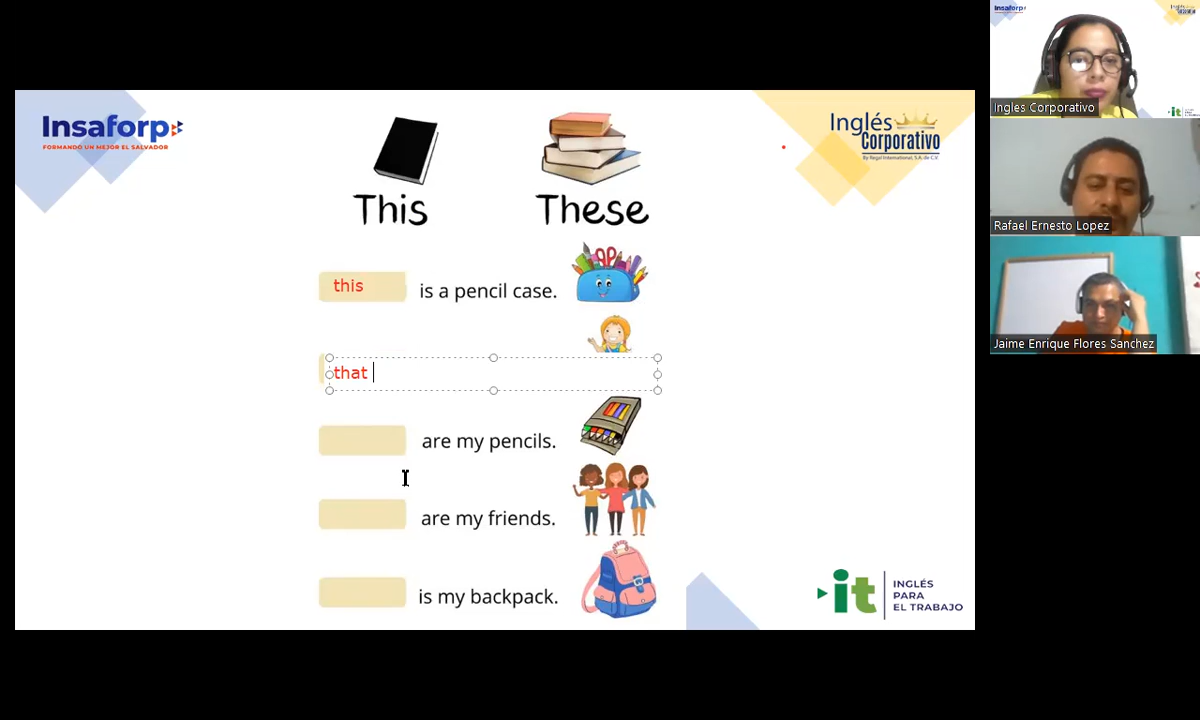 Insaforp
FORMANDO UN MEJOR EL SALVADOR
Inglés
Corporativo
By Regal International, S.A. de C.V.
This
These
this
is a pencil case.
that
are my pencils.
are my friends.
is my backpack.
it
INGLÉS
PARA
EL TRABAJO
Insaforp
Ingles Corporativo
Rafael Ernesto Lopez
Jaime Enrique Flores Sanchez